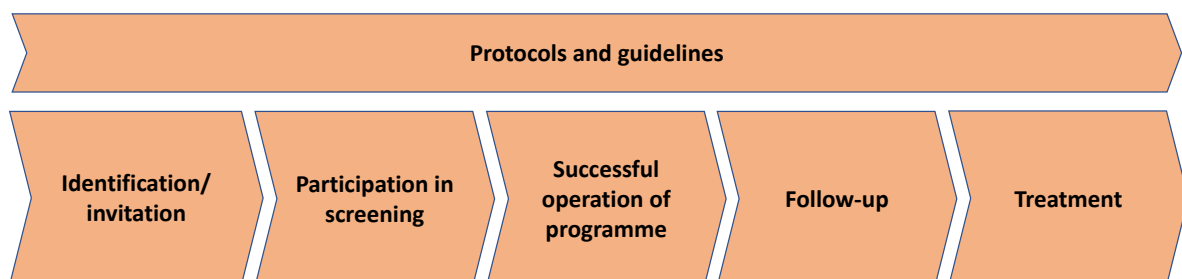 Protocols and guidelines
Identification/
invitation
Participation in
screening
Successful
operation of
programme
Follow-up
Treatment